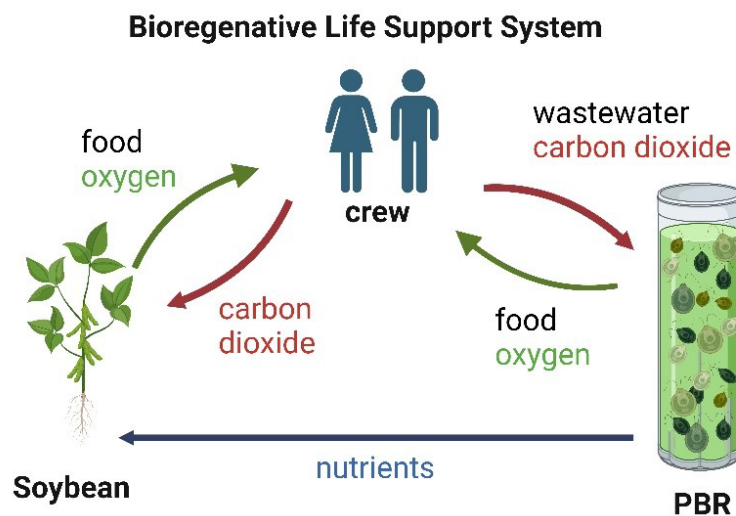 Bioregenative Life Support System
food
oxygen
wastewater
carbon dioxide
crew
carbon
dioxide
food
oxygen
nutrients
Soybean
PBR